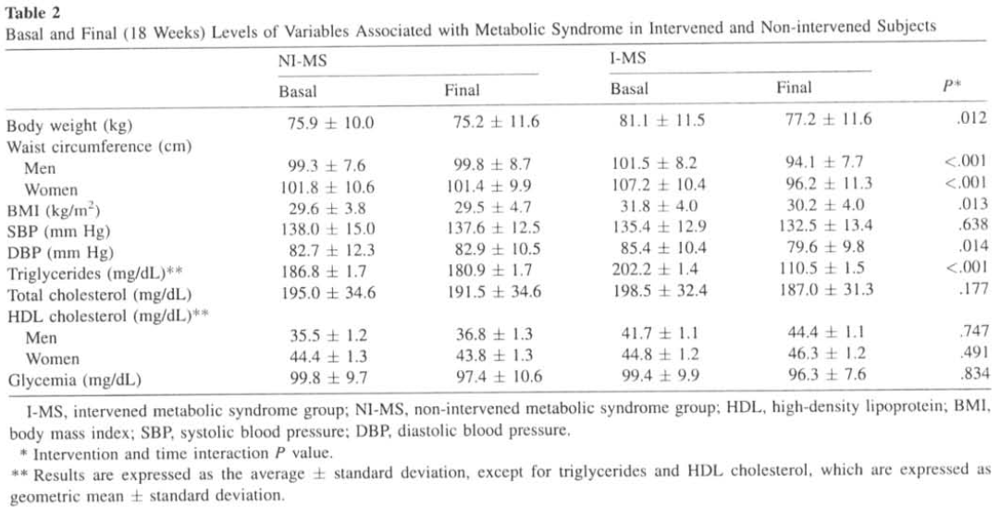 Table 2
Basal and Final (18 Weeks) Levels of Variables Associated with Metabolic Syndrome in Intervened and Non-intervened Subjects
NI-MS I-MS
Basal Final Basal Final P*
Body weight (kg) 75.9 ± 10.0 75.2 ± 11.6 81.1 ± 11.5 77.2 ± 11.6 .012
Waist circumference (cm)
Men 99.3 ± 7.6 99.8 ± 8.7 101.5 ± 8.2 94.1 ± 7.7 <.001
Women 101.8 ± 10.6 101.4 ± 9.9 107.2 ± 10.4 96.2 ± 11.3 <.001
BMI (kg/m²) 29.6 ± 3.8 29.5 ± 4.7 31.8 ± 4.0 30.2 ± 4.0 .013
SBP (mm Hg) 138.0 ± 15.0 137.6 ± 12.5 135.4 ± 12.9 132.5 ± 13.4 .638
DBP (mm Hg) 82.7 ± 12.3 82.9 ± 10.5 85.4 ± 10.4 79.6 ± 9.8 .014
Triglycerides (mg/dL)** 186.8 ± 1.7 180.9 ± 1.7 202.2 ± 1.4 110.5 ± 1.5 <.001
Total cholesterol (mg/dL) 195.0 ± 34.6 191.5 ± 34.6 198.5 ± 32.4 187.0 ± 31.3 .177
HDL cholesterol (mg/dL)**
Men 35.5 ± 1.2 36.8 ± 1.3 41.7 ± 1.1 44.4 ± 1.1 .747
Women 44.4 ± 1.3 43.8 ± 1.3 44.8 ± 1.2 46.3 ± 1.2 .491
Glycemia (mg/dL) 99.8 ± 9.7 97.4 ± 10.6 99.4 ± 9.9 96.3 ± 7.6 .834
I-MS, intervened metabolic syndrome group; NI-MS, non-intervened metabolic syndrome group; HDL, high-density lipoprotein; BMI,
body mass index; SBP, systolic blood pressure; DBP, diastolic blood pressure.
* Intervention and time interaction P value.
** Results are expressed as the average ± standard deviation, except for triglycerides and HDL cholesterol, which are expressed as
geometric mean ± standard deviation.